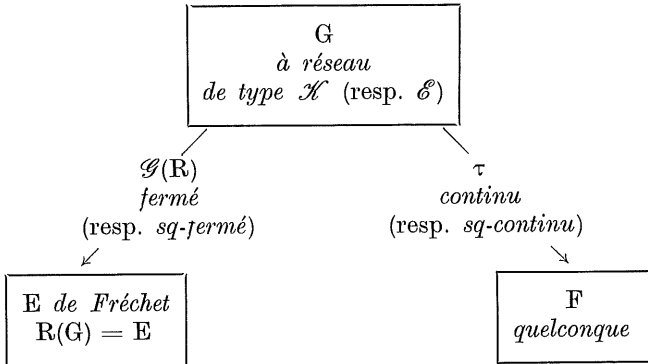 G
à réseau
de type 𝒦 (resp. ℰ)
𝒢(R)
fermé
(resp. sq-fermé)
τ
continu
(resp. sq-continu)
E de Fréchet
R(G) = E
F
quelconque